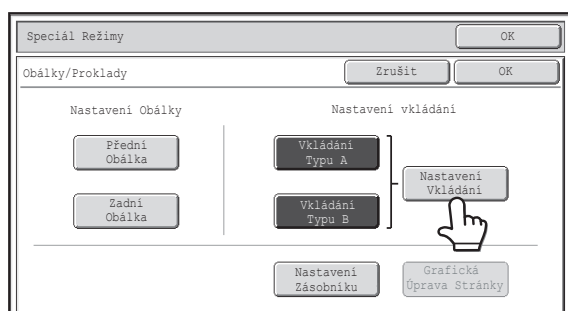 Speciál Režimy
OK
Obálky/Proklady
Zrušit
OK
Nastavení Obálky
Nastavení vkládání
Přední
Obálka
Vkládání
Typu A
Nastavení
Vkládání
Zadní
Obálka
Vkládání
Typu B
Nastavení
Zásobníku
Grafická
Úprava Stránky